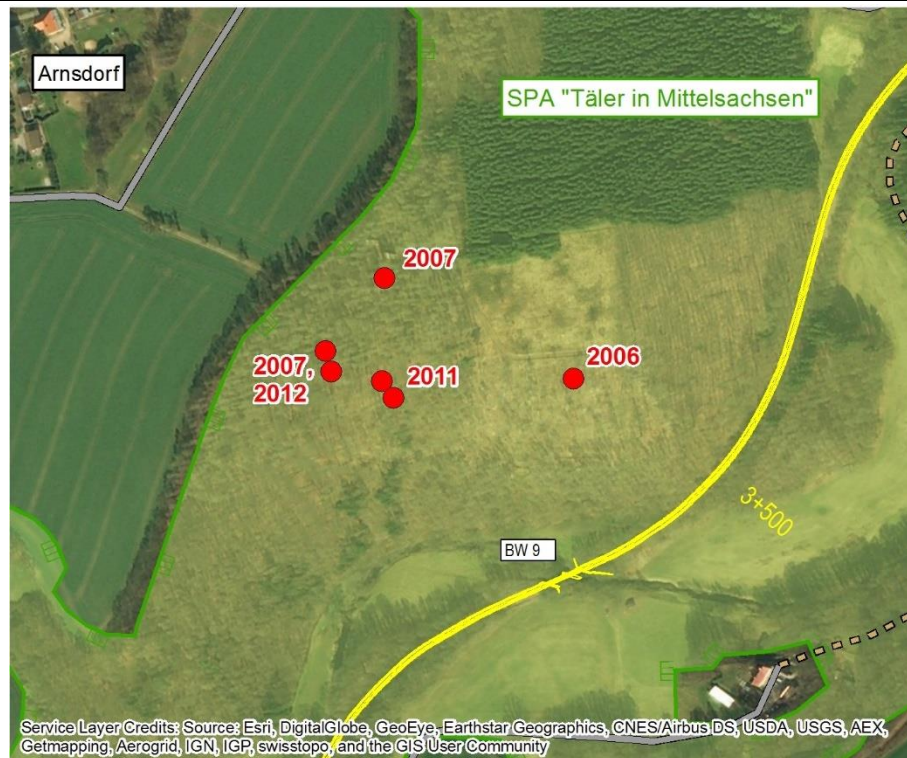 Arnsdorf
SPA "Täler in Mittelsachsen"
2007
2007,
2012
2011
2006
3+500
BW 9
Service Layer Credits: Source: Esri, DigitalGlobe, GeoEye, Earthstar Geographics, CNES/Airbus DS, USDA, USGS, AEX,
Getmapping, Aerogrid, IGN, IGP, swisstopo, and the GIS User Community